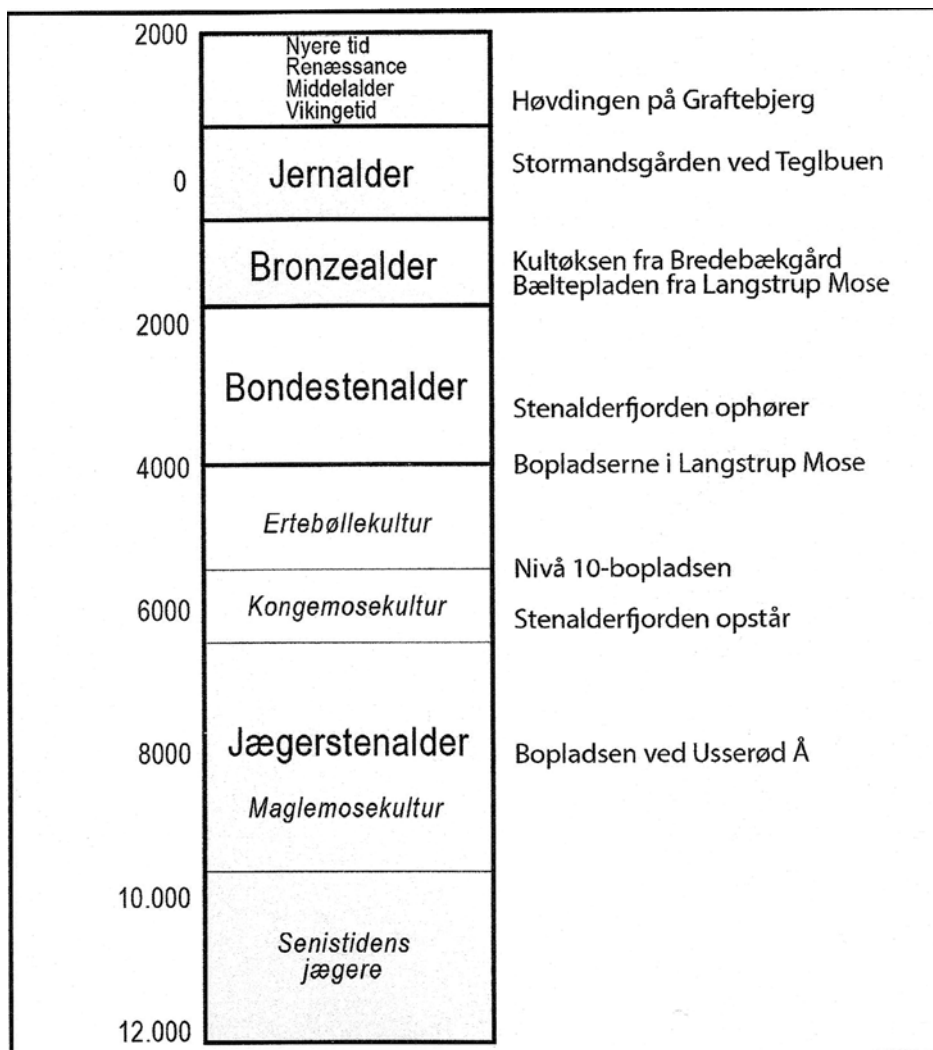 2000
Nyere tid
Renæssance
Middelalder
Vikingetid
Høvdingen på Graftebjerg
0
Jernalder
Stormandsgården ved Teglbuen
Bronzealder
Kultøksen fra Bredebækgård
Bæltepladen fra Langstrup Mose
2000
Bondestenalder
Stenalderfjorden ophører
4000
Bopladserne i Langstrup Mose
Ertebøllekultur
Nivå 10-bopladsen
6000
Kongemosekultur
Stenalderfjorden opstår
8000
Jægerstenalder
Bopladsen ved Usserød Å
Maglemosekultur
10.000
Senistidens
jægere
12.000